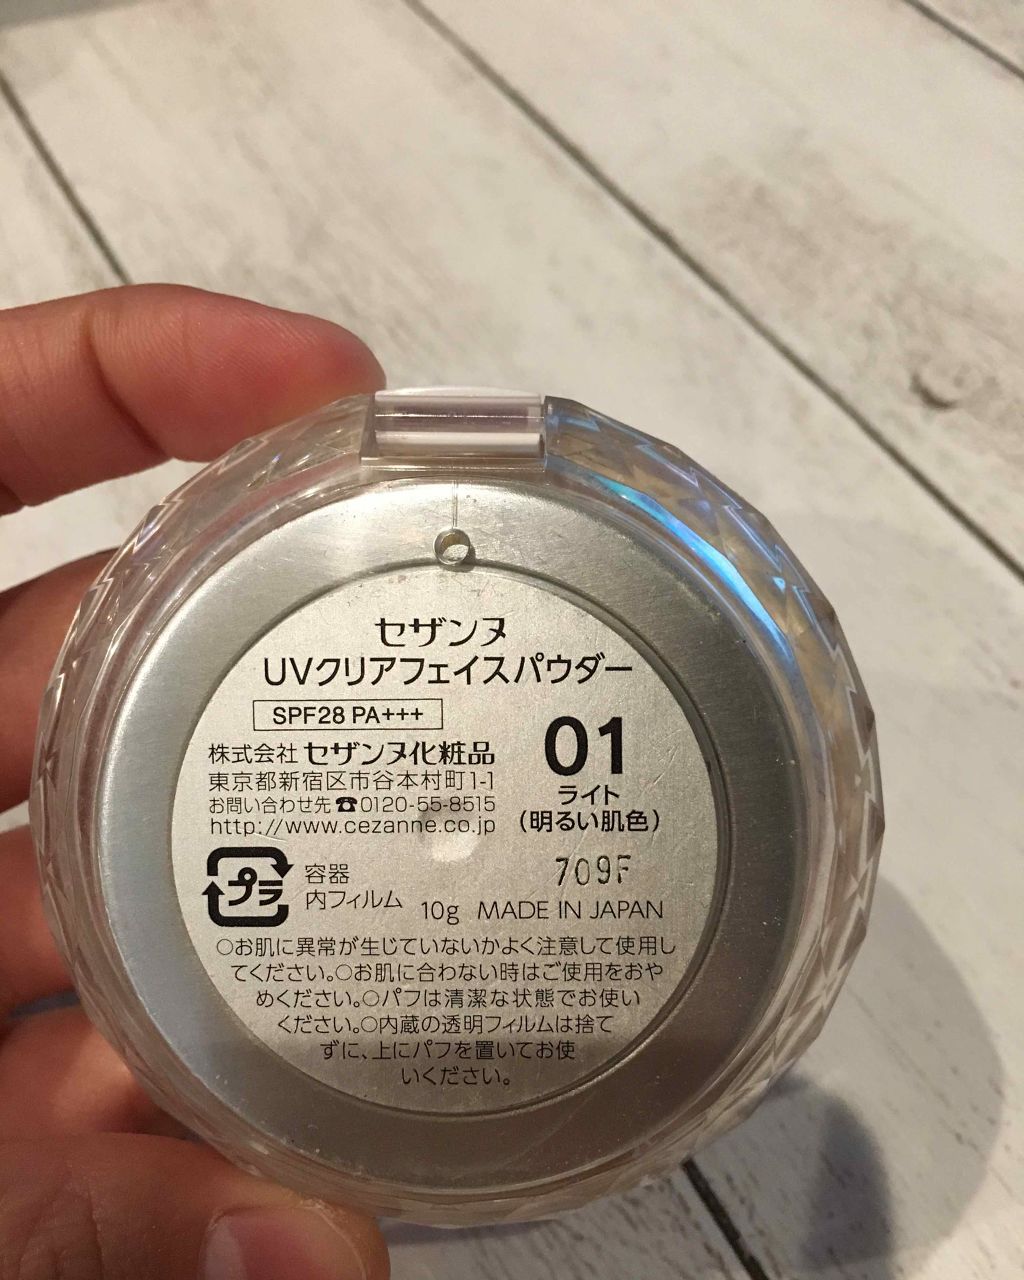 セザンヌ
UVクリアフェイスパウダー
SPF28 PA+++
01
ライト
(明るい肌色)
株式会社 セザンヌ化粧品
東京都新宿区市谷本村町1-1
お問い合わせ先☎0120-55-8515
http://www.cezanne.co.jp
プラ
容器
内フィルム
709F
10g MADE IN JAPAN
○お肌に異常が生じていないかよく注意して使用し
てください。○お肌に合わない時はご使用をおや
めください。○パフは清潔な状態でお使い
ください。○内蔵の透明フィルムは捨て
ずに、上にパフを置いてお使
いください。